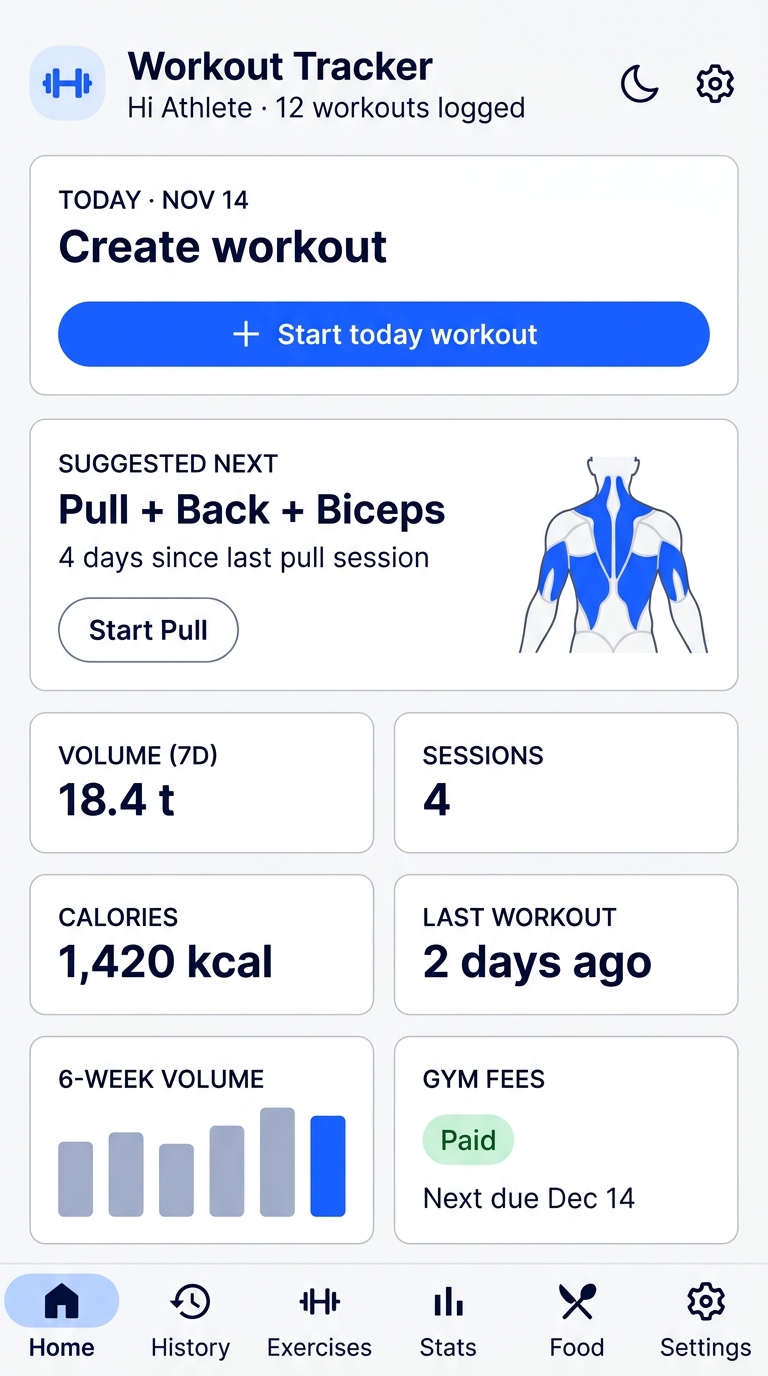 Workout Tracker
Hi Athlete · 12 workouts logged
TODAY · NOV 14
Create workout
Start today workout
SUGGESTED NEXT
Pull + Back + Biceps
4 days since last pull session
Start Pull
VOLUME (7D)
18.4 t
SESSIONS
4
CALORIES
1,420 kcal
LAST WORKOUT
2 days ago
6-WEEK VOLUME
GYM FEES
Paid
Next due Dec 14
Home
History
Exercises
Stats
Food
Settings